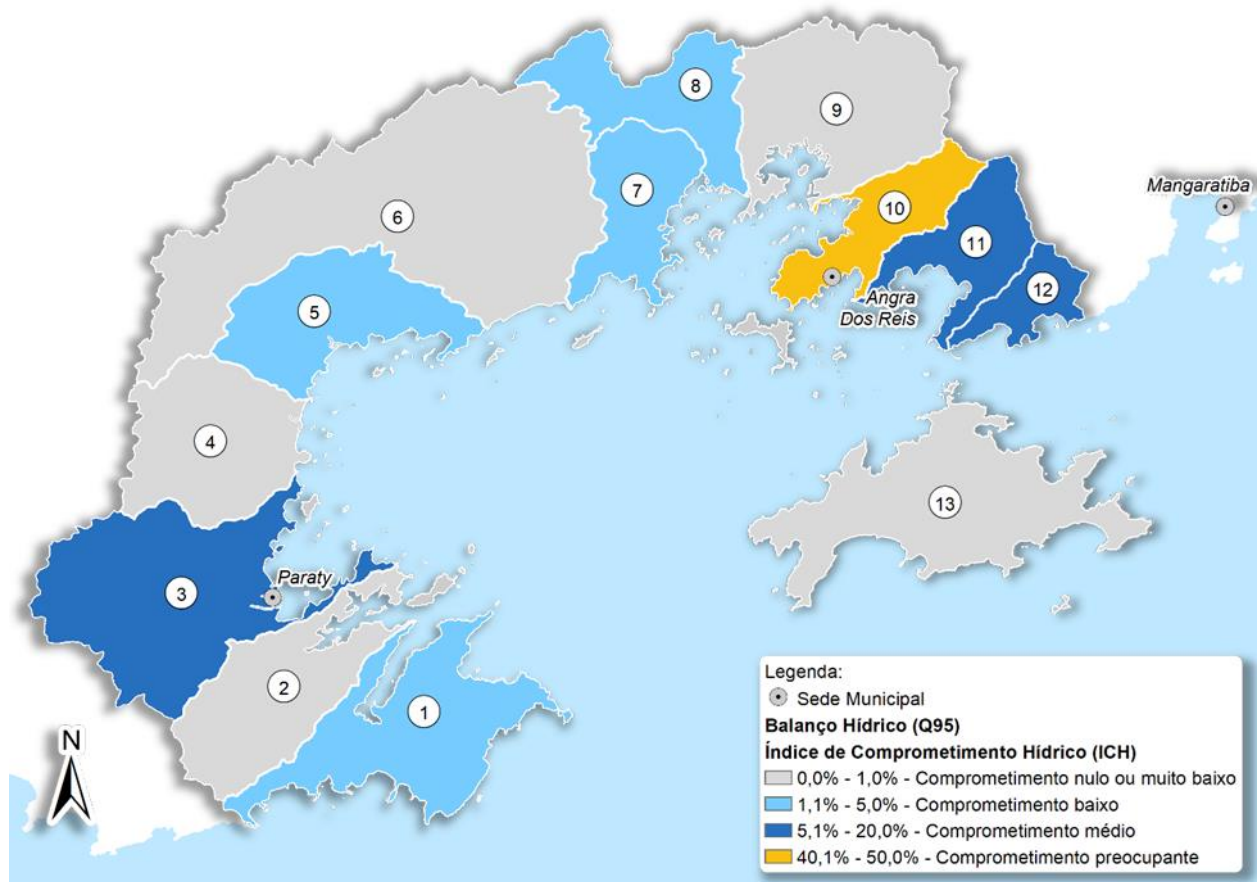 8
9
Mangaratiba
7
10
6
11
5
12
Angra
Dos Reis
4
13
3
Paraty
2
1
N
Legenda:
Sede Municipal
Balanço Hídrico (Q95)
Índice de Comprometimento Hídrico (ICH)
0,0% - 1,0% - Comprometimento nulo ou muito baixo
1,1% - 5,0% - Comprometimento baixo
5,1% - 20,0% - Comprometimento médio
40,1% - 50,0% - Comprometimento preocupante